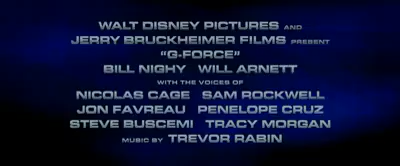 WALT DISNEY PICTURES AND
JERRY BRUCKHEIMER FILMS PRESENT
"G-FORCE"
BILL NIGHY WILL ARNETT
WITH THE VOICES OF
NICOLAS CAGE SAM ROCKWELL
JON FAVREAU PENELOPE CRUZ
STEVE BUSCEMI TRACY MORGAN
MUSIC BY TREVOR RABIN